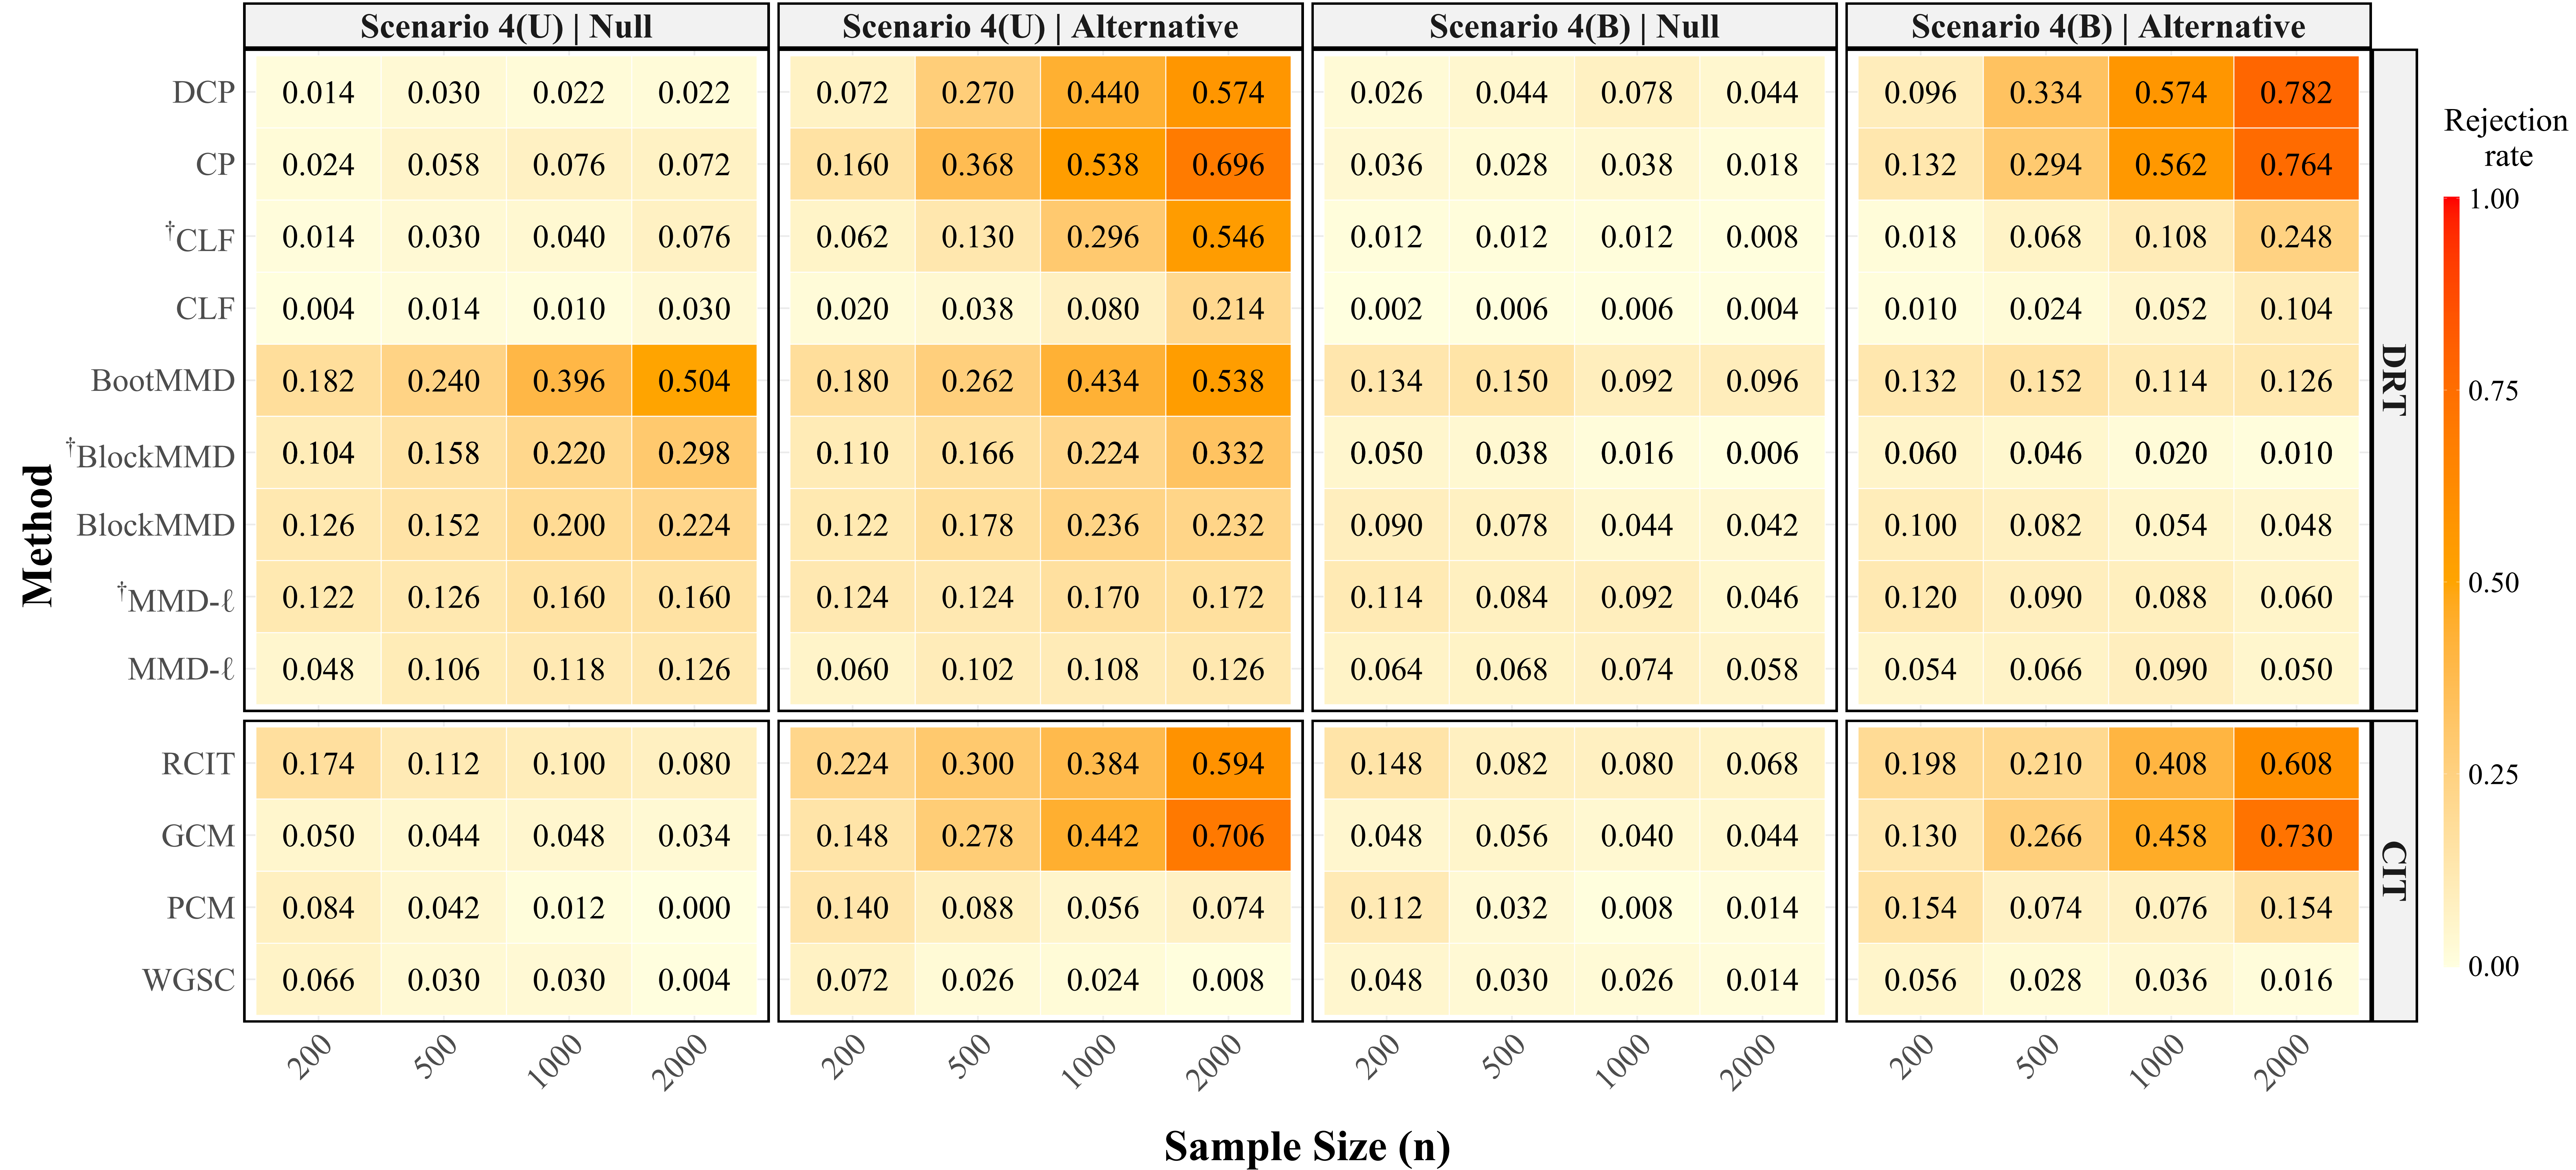 Scenario 4(U) | Null Scenario 4(U) | Alternative Scenario 4(B) | Null Scenario 4(B) | Alternative
DCP 0.014 0.030 0.022 0.022 0.072 0.270 0.440 0.574 0.026 0.044 0.078 0.044 0.096 0.334 0.574 0.782
CP 0.024 0.058 0.076 0.072 0.160 0.368 0.538 0.696 0.036 0.028 0.038 0.018 0.132 0.294 0.562 0.764
†CLF 0.014 0.030 0.040 0.076 0.062 0.130 0.296 0.546 0.012 0.012 0.012 0.008 0.018 0.068 0.108 0.248
CLF 0.004 0.014 0.010 0.030 0.020 0.038 0.080 0.214 0.002 0.006 0.006 0.004 0.010 0.024 0.052 0.104
BootMMD 0.182 0.240 0.396 0.504 0.180 0.262 0.434 0.538 0.134 0.150 0.092 0.096 0.132 0.152 0.114 0.126
†BlockMMD 0.104 0.158 0.220 0.298 0.110 0.166 0.224 0.332 0.050 0.038 0.016 0.006 0.060 0.046 0.020 0.010
BlockMMD 0.126 0.152 0.200 0.224 0.122 0.178 0.236 0.232 0.090 0.078 0.044 0.042 0.100 0.082 0.054 0.048
†MMD-ℓ 0.122 0.126 0.160 0.160 0.124 0.124 0.170 0.172 0.114 0.084 0.092 0.046 0.120 0.090 0.088 0.060
MMD-ℓ 0.048 0.106 0.118 0.126 0.060 0.102 0.108 0.126 0.064 0.068 0.074 0.058 0.054 0.066 0.090 0.050
DRT
RCIT 0.174 0.112 0.100 0.080 0.224 0.300 0.384 0.594 0.148 0.082 0.080 0.068 0.198 0.210 0.408 0.608
GCM 0.050 0.044 0.048 0.034 0.148 0.278 0.442 0.706 0.048 0.056 0.040 0.044 0.130 0.266 0.458 0.730
PCM 0.084 0.042 0.012 0.000 0.140 0.088 0.056 0.074 0.112 0.032 0.008 0.014 0.154 0.074 0.076 0.154
WGSC 0.066 0.030 0.030 0.004 0.072 0.026 0.024 0.008 0.048 0.030 0.026 0.014 0.056 0.028 0.036 0.016
CIT
200 500 1000 2000 200 500 1000 2000 200 500 1000 2000 200 500 1000 2000
Sample Size (n)
Method
Rejection
rate
1.00
0.75
0.50
0.25
0.00